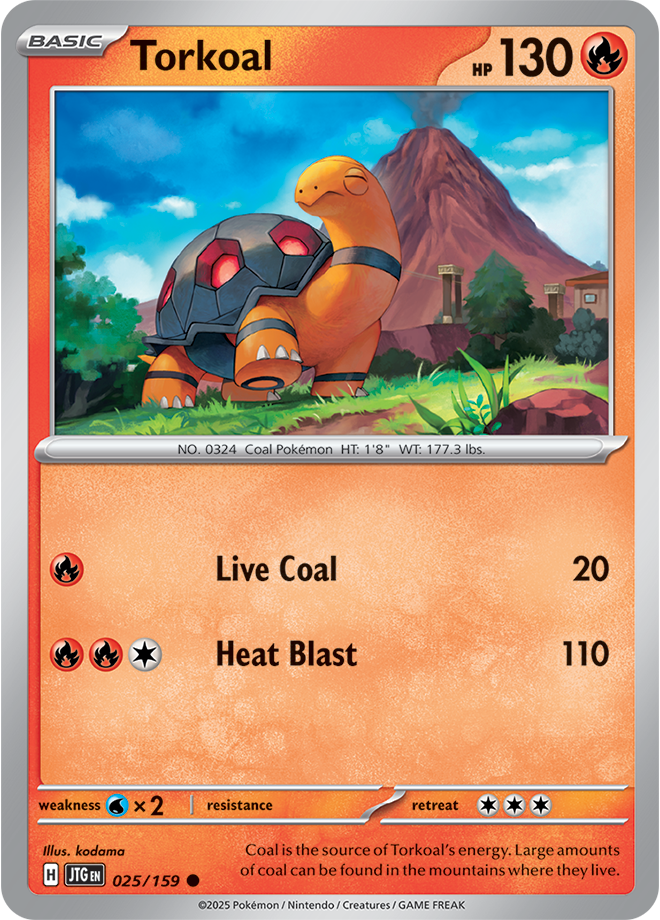 BASIC
Torkoal
HP 130
NO. 0324 Coal Pokémon HT: 1'8" WT: 177.3 lbs.
Live Coal 20
Heat Blast 110
weakness × 2 resistance retreat
Illus. kodama
Coal is the source of Torkoal's energy. Large amounts
of coal can be found in the mountains where they live.
H JTG EN 025/159
©2025 Pokémon / Nintendo / Creatures / GAME FREAK